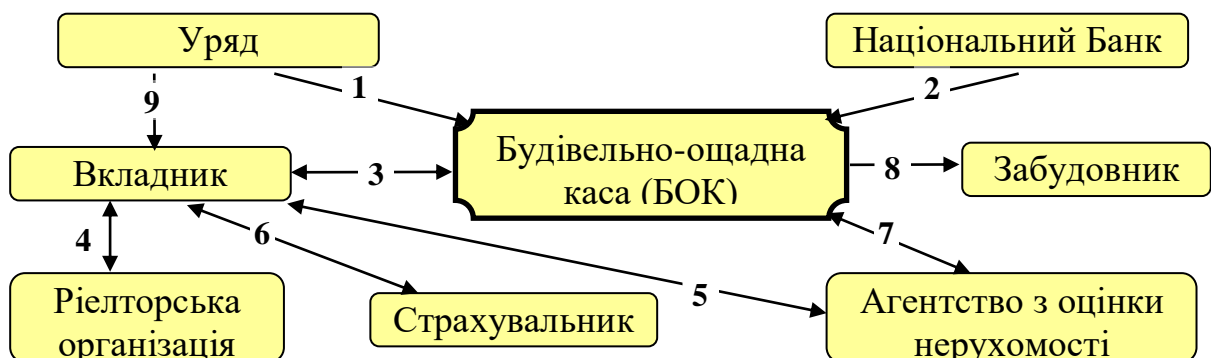 Уряд
Національний Банк
9
1
2
Будівельно-ощадна
каса (БОК)
Вкладник
3
8
Забудовник
4
6
7
5
Ріелторська
організація
Страхувальник
Агентство з оцінки
нерухомості